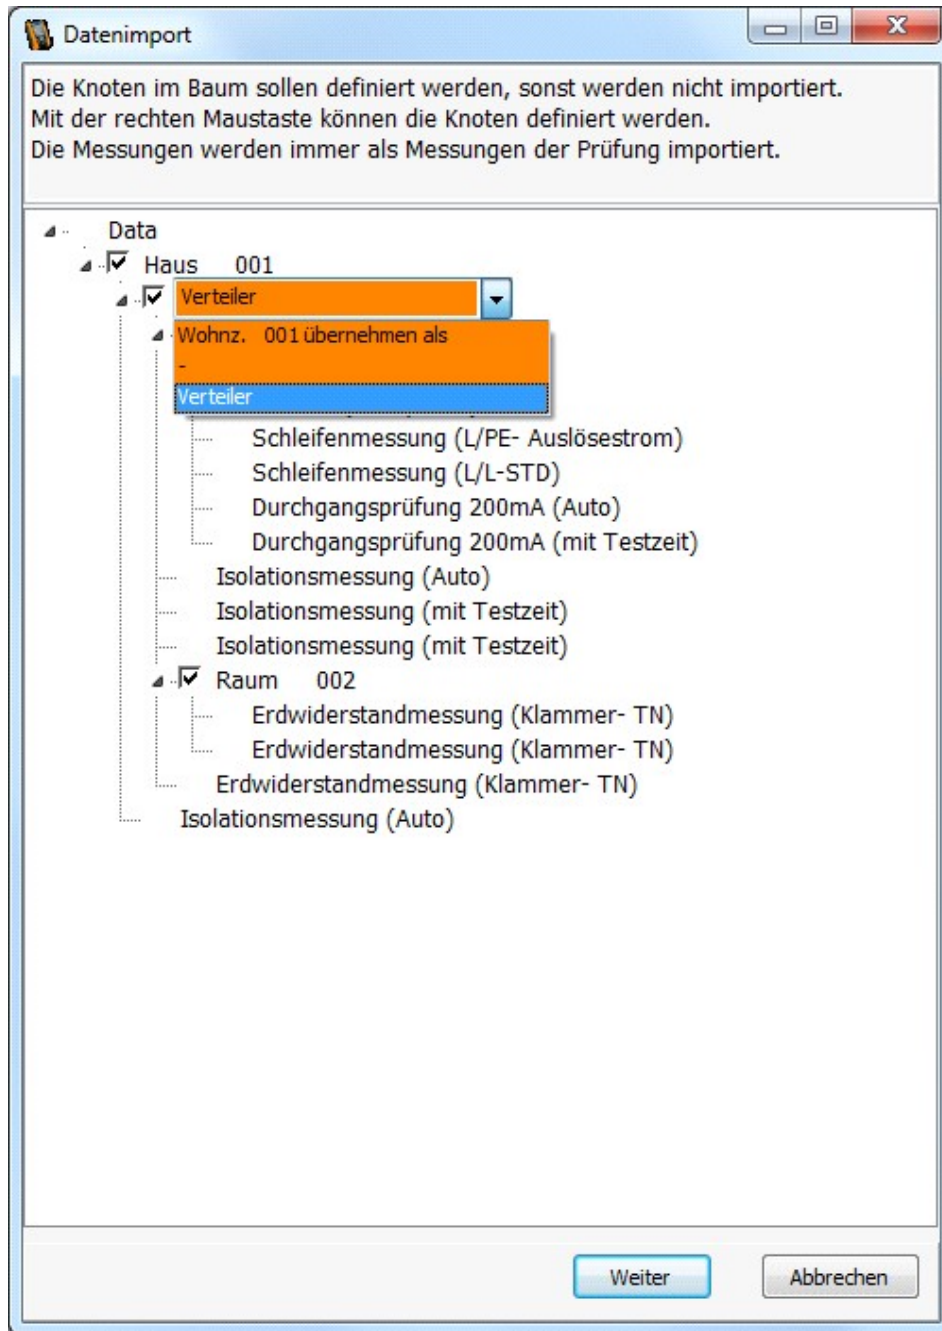 Datenimport
Die Knoten im Baum sollen definiert werden, sonst werden nicht importiert.
Mit der rechten Maustaste können die Knoten definiert werden.
Die Messungen werden immer als Messungen der Prüfung importiert.
Data
Haus 001
Verteiler
Wohnz. 001 übernehmen als
-
Verteiler
Schleifenmessung (L/PE- Auslösestrom)
Schleifenmessung (L/L-STD)
Durchgangsprüfung 200mA (Auto)
Durchgangsprüfung 200mA (mit Testzeit)
Isolationsmessung (Auto)
Isolationsmessung (mit Testzeit)
Isolationsmessung (mit Testzeit)
Raum 002
Erdwiderstandmessung (Klammer- TN)
Erdwiderstandmessung (Klammer- TN)
Erdwiderstandmessung (Klammer- TN)
Isolationsmessung (Auto)
Weiter Abbrechen